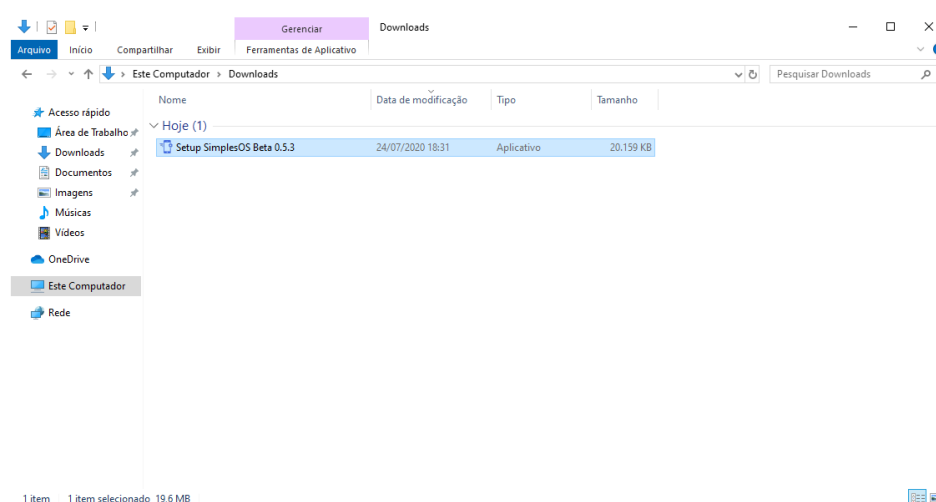 Gerenciar Downloads
Arquivo Início Compartilhar Exibir Ferramentas de Aplicativo
Este Computador > Downloads Pesquisar Downloads
Nome Data de modificação Tipo Tamanho
Acesso rápido
Hoje (1)
Área de Trabalho
Setup SimplesOS Beta 0.5.3 24/07/2020 18:31 Aplicativo 20.159 KB
Downloads
Documentos
Imagens
Músicas
Vídeos
OneDrive
Este Computador
Rede
1 item 1 item selecionado 19,6 MB